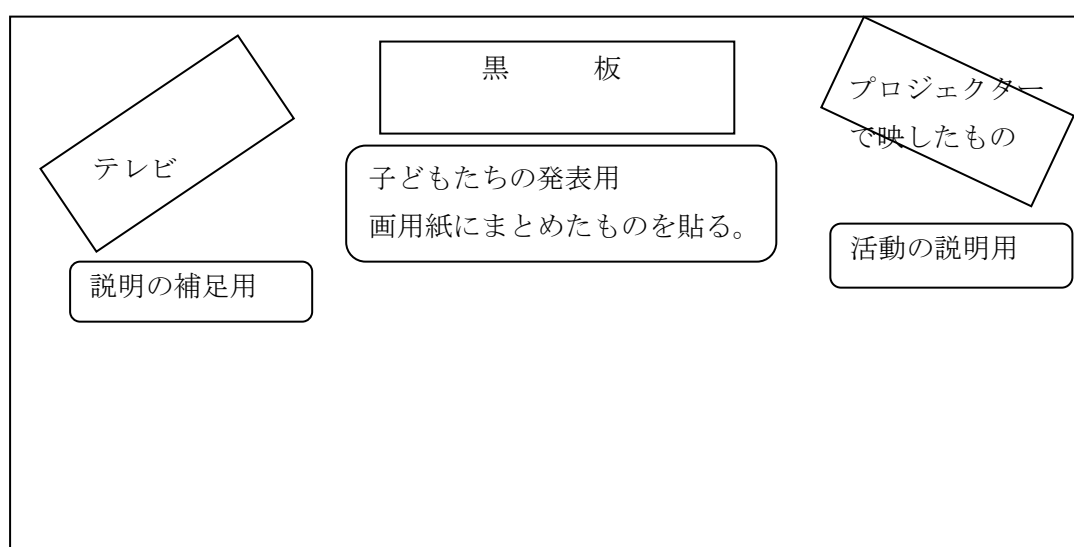 黒　　　板
プロジェクター
で映したもの
テレビ
子どもたちの発表用
画用紙にまとめたものを貼る。
活動の説明用
説明の補足用